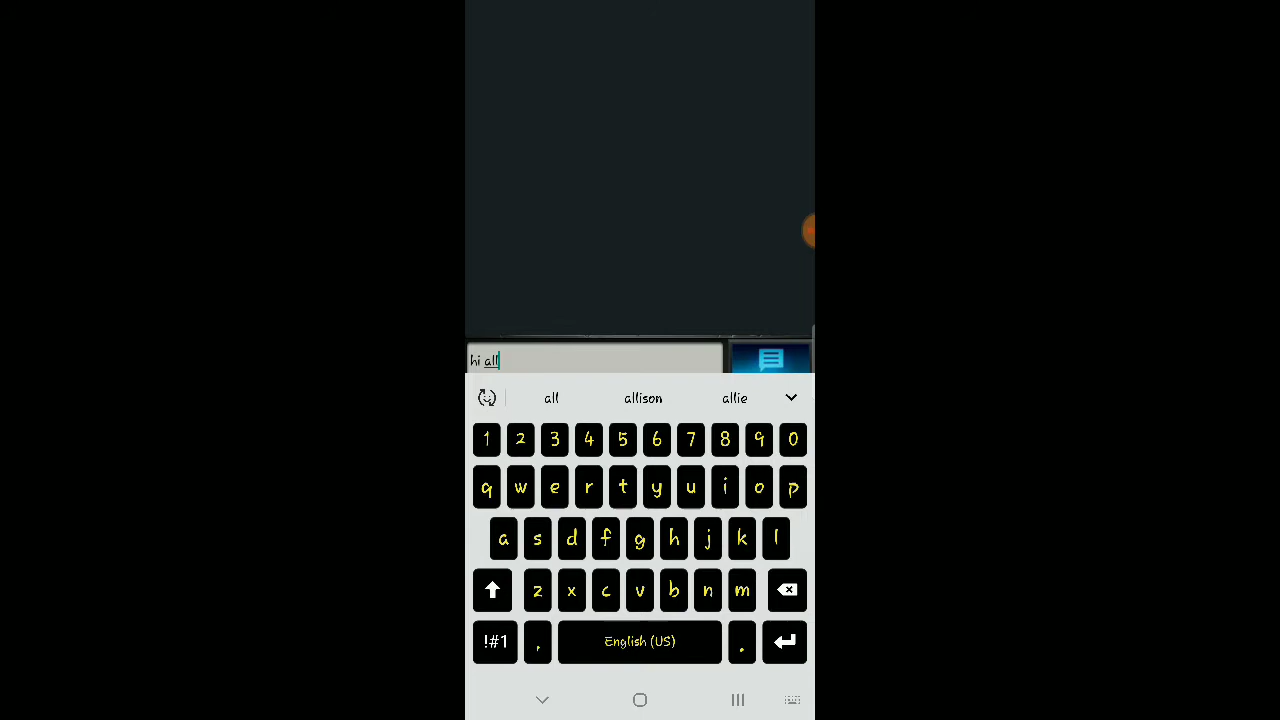 hi all
all allison allie
1 2 3 4 5 6 7 8 9 0
q w e r t y u i o p
a s d f g h j k l
z x c v b n m
!#1 , English (US) .